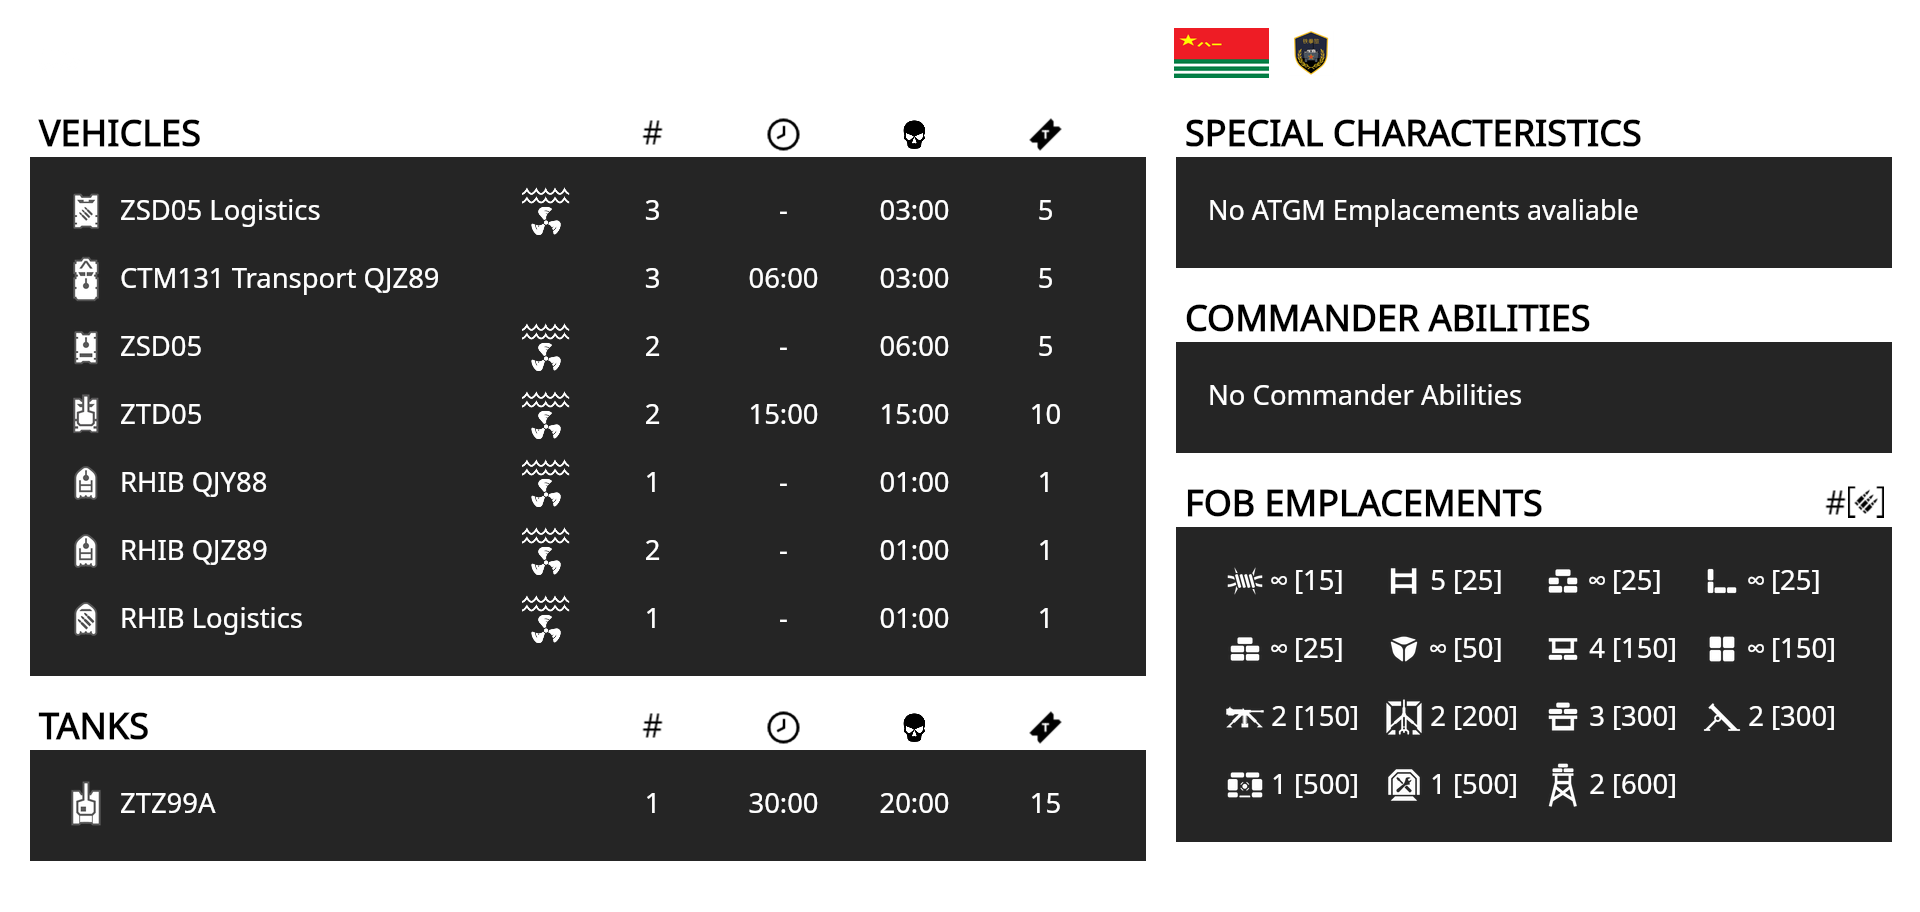 VEHICLES #
ZSD05 Logistics 3 - 03:00 5
CTM131 Transport QJZ89 3 06:00 03:00 5
ZSD05 2 - 06:00 5
ZTD05 2 15:00 15:00 10
RHIB QJY88 1 - 01:00 1
RHIB QJZ89 2 - 01:00 1
RHIB Logistics 1 - 01:00 1
TANKS #
ZTZ99A 1 30:00 20:00 15
SPECIAL CHARACTERISTICS
No ATGM Emplacements avaliable
COMMANDER ABILITIES
No Commander Abilities
FOB EMPLACEMENTS #[ ]
∞ [15] 5 [25] ∞ [25] ∞ [25]
∞ [25] ∞ [50] 4 [150] ∞ [150]
2 [150] 2 [200] 3 [300] 2 [300]
1 [500] 1 [500] 2 [600]